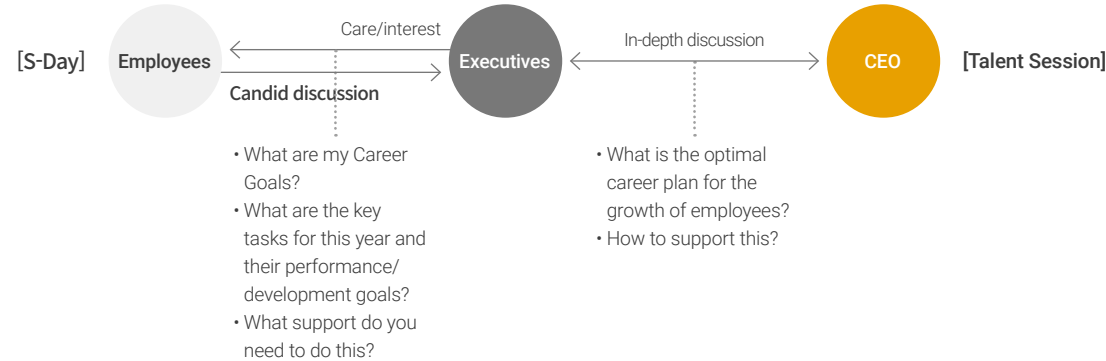 [S-Day]
Employees
Care/interest
Candid discussion
Executives
In-depth discussion
CEO
[Talent Session]
• What are my Career
Goals?
• What are the key
tasks for this year and
their performance/
development goals?
• What support do you
need to do this?
• What is the optimal
career plan for the
growth of employees?
• How to support this?